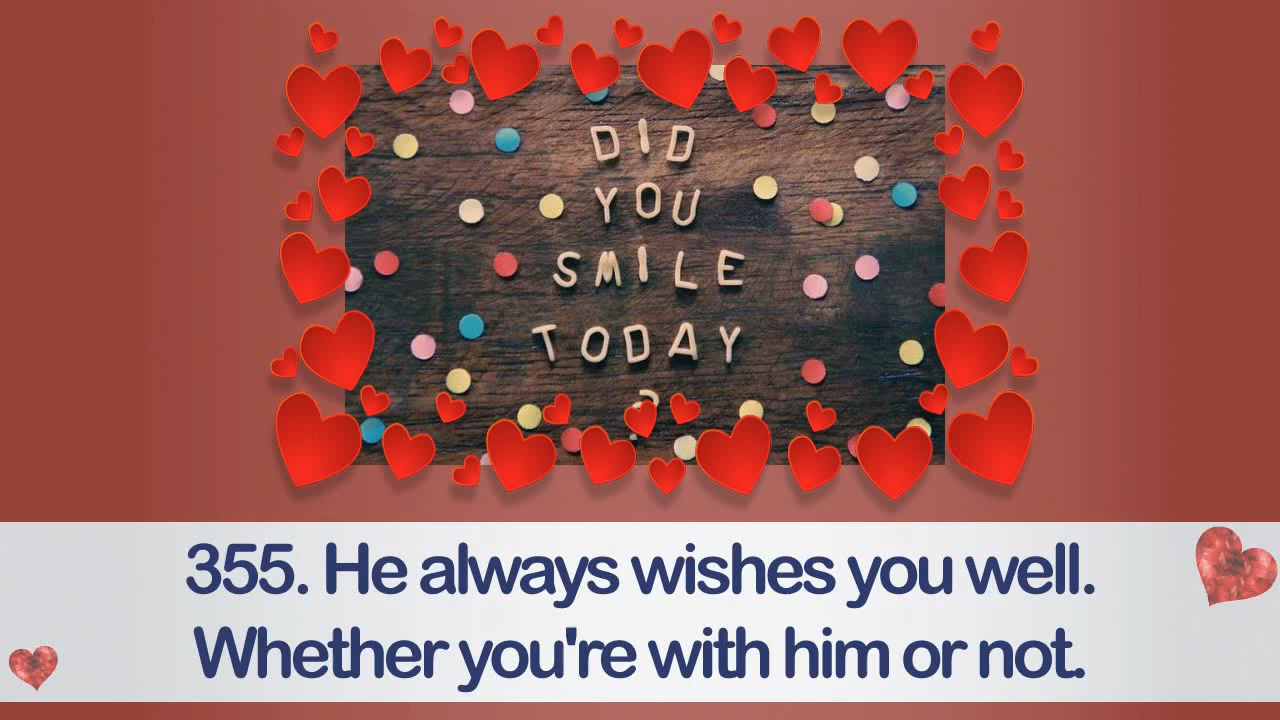 DID
YOU
SMILE
TODAY
?
355. He always wishes you well.
Whether you're with him or not.